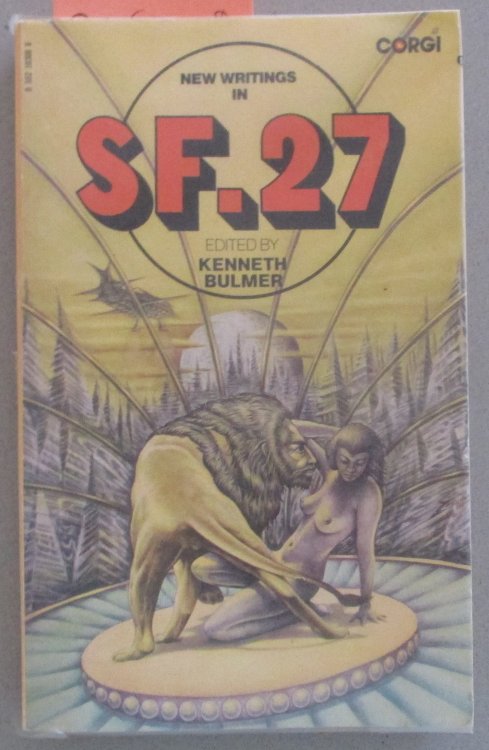 CORGI
NEW WRITINGS
IN
SF.27
EDITED BY
KENNETH
BULMER